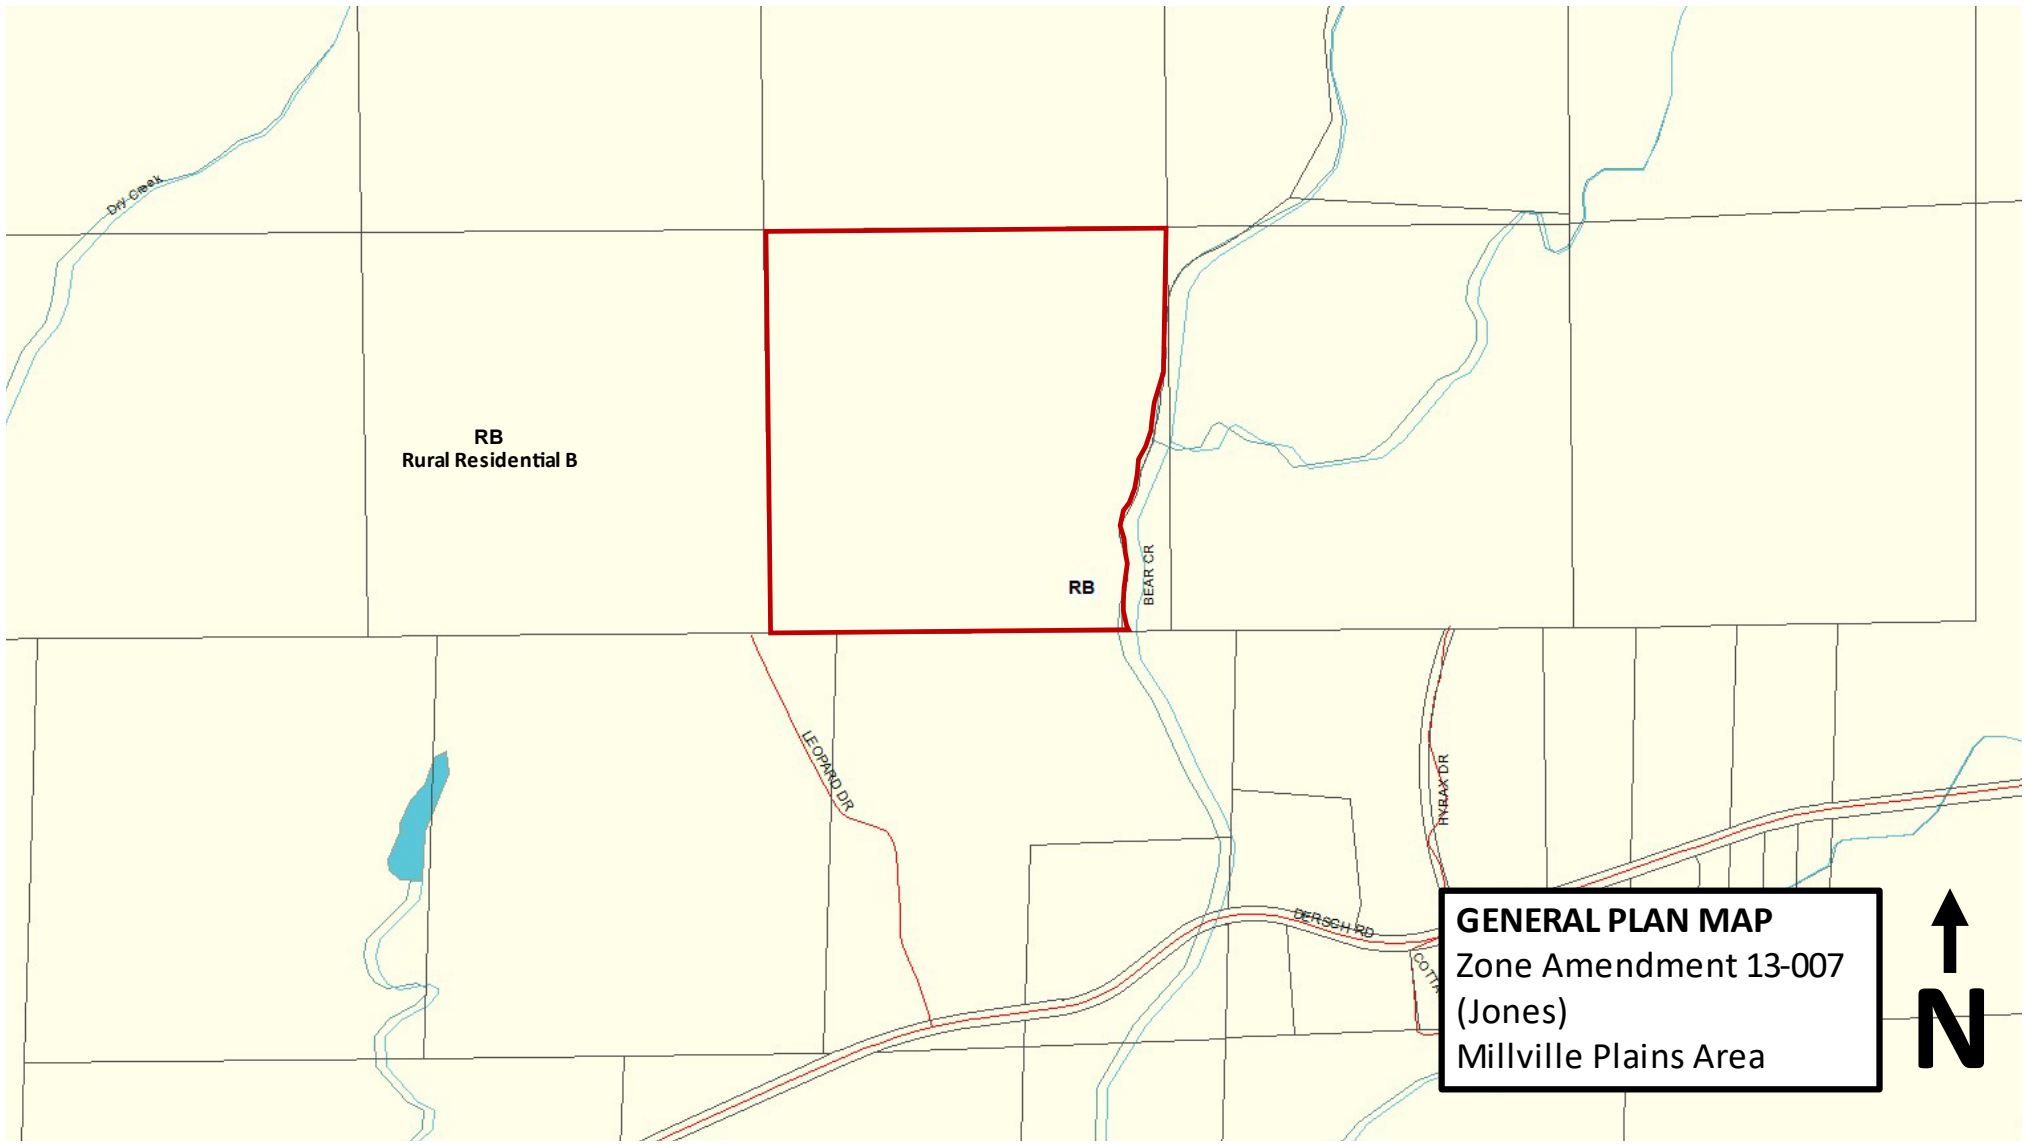 Dry Creek
RB
Rural Residential B
RB
BEAR CR
LEOPARD DR
HYRAX DR
DERSCH RD
COTTA
GENERAL PLAN MAP
Zone Amendment 13-007
(Jones)
Millville Plains Area
N